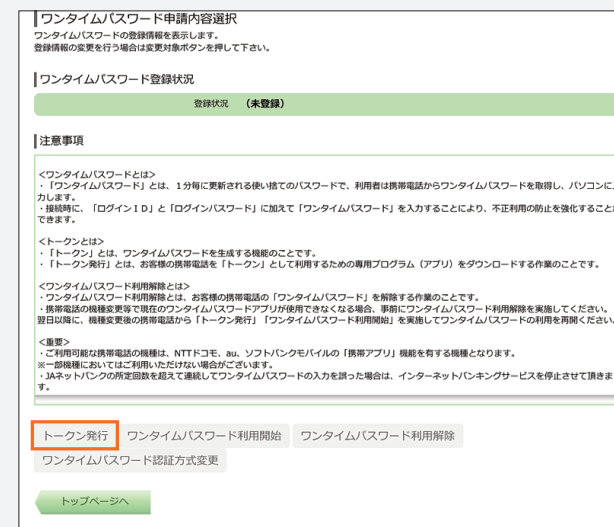 ワンタイムパスワード申請内容選択
ワンタイムパスワードの登録情報を表示します。
登録情報の変更を行う場合は変更対象ボタンを押して下さい。
ワンタイムパスワード登録状況
登録状況 (未登録)
注意事項
<ワンタイムパスワードとは>
・「ワンタイムパスワード」とは、1分毎に更新される使い捨てのパスワードで、利用者は携帯電話からワンタイムパスワードを取得し、パソコンに
力します。
・接続時に、「ログインID」と「ログインパスワード」に加えて「ワンタイムパスワード」を入力することにより、不正利用の防止を強化すること
できます。
<トークンとは>
・「トークン」とは、ワンタイムパスワードを生成する機能のことです。
・「トークン発行」とは、お客様の携帯電話を「トークン」として利用するための専用プログラム(アプリ)をダウンロードする作業のことです。
<ワンタイムパスワード利用解除とは>
・ワンタイムパスワード利用解除とは、お客様の携帯電話の「ワンタイムパスワード」を解除する作業のことです。
・携帯電話の機種変更等で現在のワンタイムパスワードアプリが使用できなくなる場合、事前にワンタイムパスワード利用解除を実施してください。
翌日以降に、機種変更後の携帯電話から「トークン発行」「ワンタイムパスワード利用開始」を実施してワンタイムパスワードの利用を再開ください
<重要>
・ご利用可能な携帯電話の機種は、NTTドコモ、au、ソフトバンクモバイルの「携帯アプリ」機能を有する機種となります。
※一部機種においてはご利用いただけない場合がございます。
・JAネットバンクの所定回数を超えて連続してワンタイムパスワードの入力を誤った場合は、インターネットバンキングサービスを停止させて頂きま
す。
トークン発行 ワンタイムパスワード利用開始 ワンタイムパスワード利用解除
ワンタイムパスワード認証方式変更
トップページへ